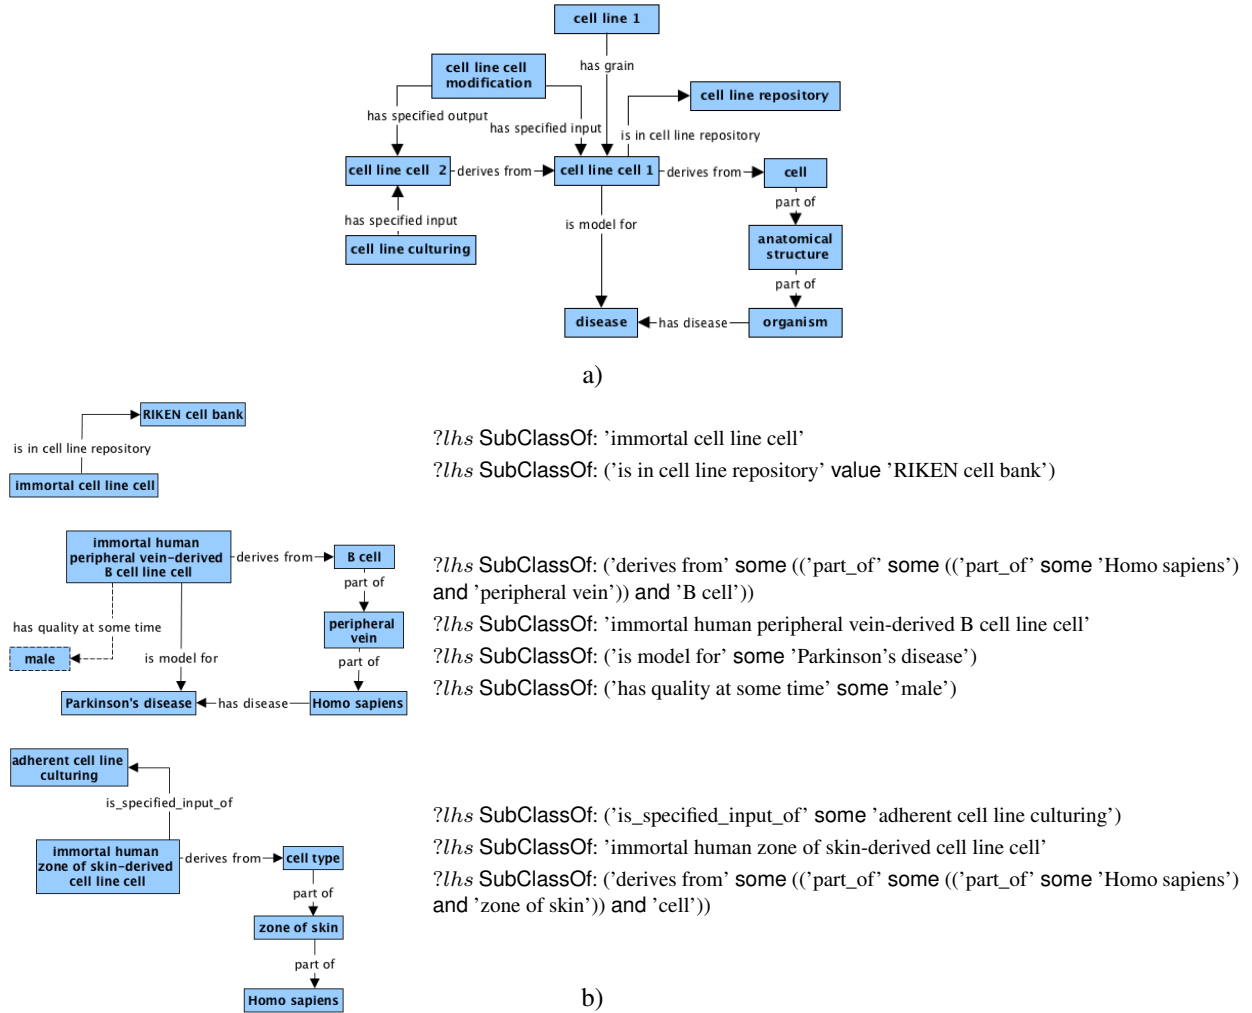 cell line 1
has grain
cell line cell
modification
cell line repository
has specified output
has specified input
is in cell line repository
cell line cell 2
derives from
cell line cell 1
derives from
cell
part of
has specified input
is model for
cell line culturing
anatomical
structure
part of
disease
has disease
organism
a)
RIKEN cell bank
is in cell line repository
immortal cell line cell
?lhs SubClassOf: 'immortal cell line cell'
?lhs SubClassOf: ('is in cell line repository' value 'RIKEN cell bank')
immortal human
peripheral vein-derived
B cell line cell
derives from
B cell
part of
peripheral
vein
has quality at some time
male
is model for
part of
Parkinson's disease
has disease
Homo sapiens
?lhs SubClassOf: ('derives from' some (('part_of' some (('part_of' some 'Homo sapiens')
and 'peripheral vein')) and 'B cell'))
?lhs SubClassOf: 'immortal human peripheral vein-derived B cell line cell'
?lhs SubClassOf: ('is model for' some 'Parkinson's disease')
?lhs SubClassOf: ('has quality at some time' some 'male')
adherent cell line
culturing
is_specified_input_of
immortal human
zone of skin-derived
cell line cell
derives from
cell type
part of
zone of skin
part of
Homo sapiens
?lhs SubClassOf: ('is_specified_input_of' some 'adherent cell line culturing')
?lhs SubClassOf: 'immortal human zone of skin-derived cell line cell'
?lhs SubClassOf: ('derives from' some (('part_of' some (('part_of' some 'Homo sapiens')
and 'zone of skin')) and 'cell'))
b)